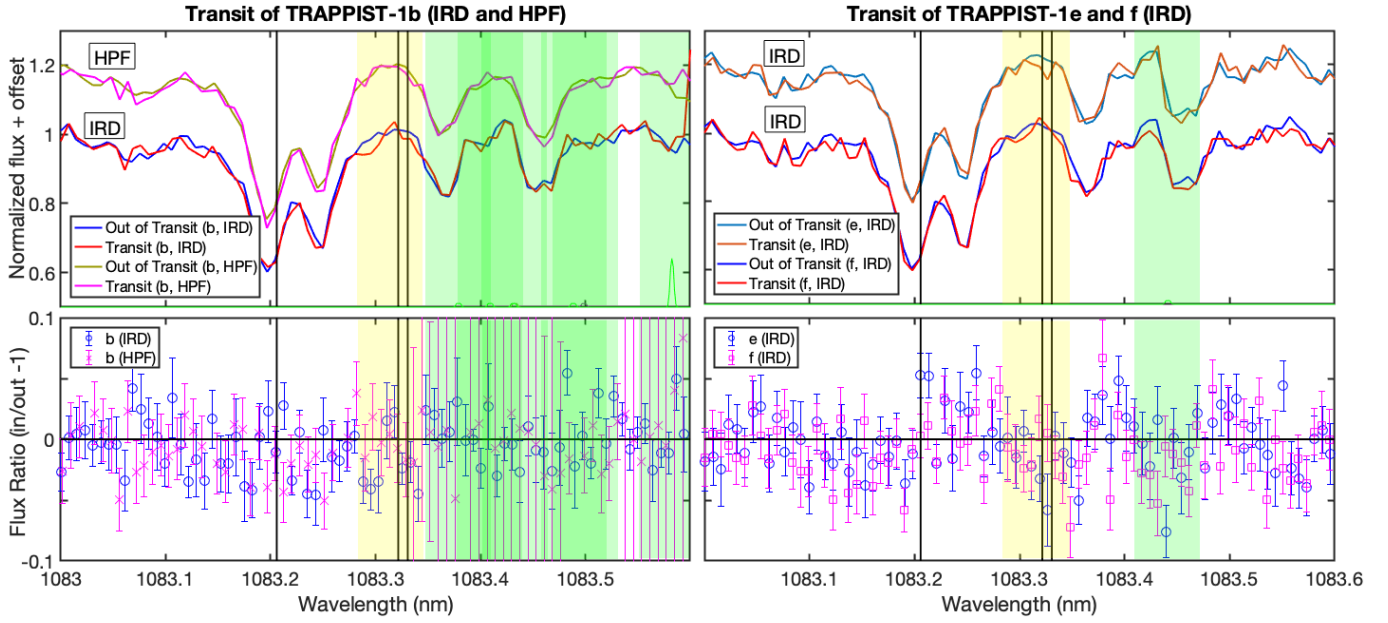 Transit of TRAPPIST-1b (IRD and HPF)
Transit of TRAPPIST-1e and f (IRD)
Normalized flux + offset
1.2
1
0.8
0.6
HPF
IRD
Out of Transit (b, IRD)
Transit (b, IRD)
Out of Transit (b, HPF)
Transit (b, HPF)
IRD
IRD
Out of Transit (e, IRD)
Transit (e, IRD)
Out of Transit (f, IRD)
Transit (f, IRD)
Flux Ratio (in/out -1)
0.1
0
-0.1
b (IRD)
b (HPF)
e (IRD)
f (IRD)
1083
1083.1
1083.2
1083.3
1083.4
1083.5
1083.1
1083.2
1083.3
1083.4
1083.5
1083.6
Wavelength (nm)
Wavelength (nm)